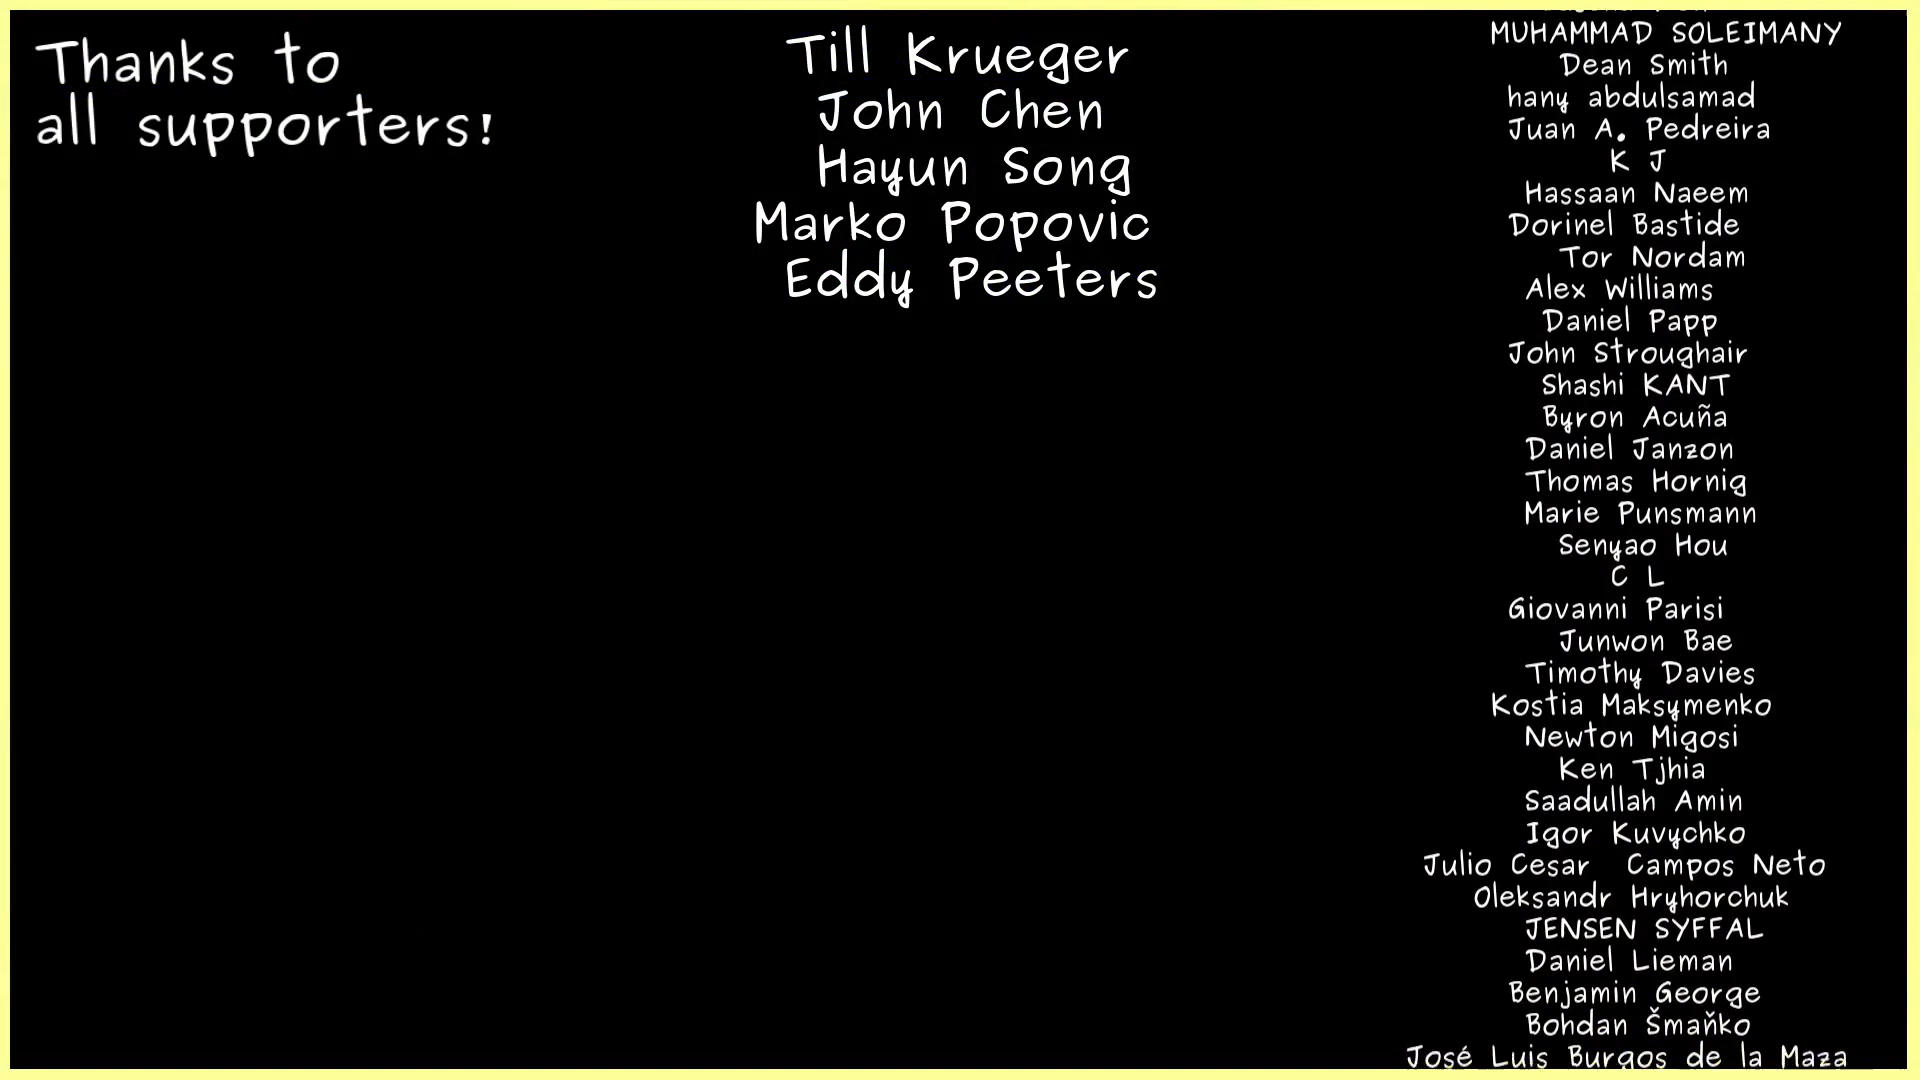 Thanks to
all supporters!
Till Krueger
John Chen
Hayun Song
Marko Popovic
Eddy Peeters
MUHAMMAD SOLEIMANY
Dean Smith
hany abdulsamad
Juan A. Pedreira
K J
Hassaan Naeem
Dorinel Bastide
Tor Nordam
Alex Williams
Daniel Papp
John Stroughair
Shashi KANT
Byron Acuña
Daniel Janzon
Thomas Hornig
Marie Punsmann
Senyao Hou
C L
Giovanni Parisi
Junwon Bae
Timothy Davies
Kostia Maksymenko
Newton Migosi
Ken Tjhia
Saadullah Amin
Igor Kuvychko
Julio Cesar  Campos Neto
Oleksandr Hryhorchuk
JENSEN SYFFAL
Daniel Lieman
Benjamin George
Bohdan Šmaňko
José Luis Burgos de la Maza